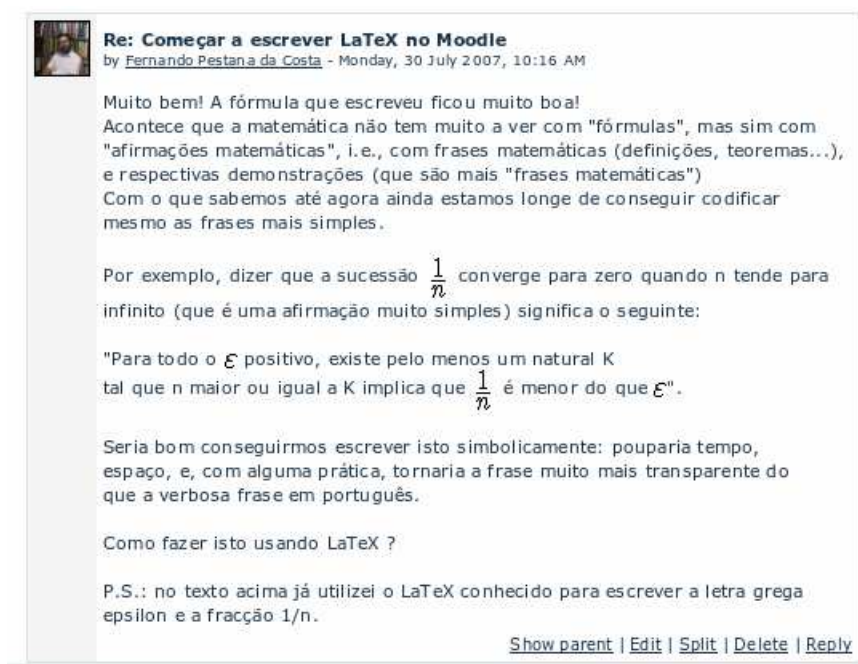 Re: Começar a escrever LaTeX no Moodle
by Fernando Pestana da Costa - Monday, 30 July 2007, 10:16 AM
Muito bem! A fórmula que escreveu ficou muito boa!
Acontece que a matemática não tem muito a ver com "fórmulas", mas sim com
"afirmações matemáticas", i.e., com frases matemáticas (definições, teoremas...),
e respectivas demonstrações (que são mais "frases matemáticas")
Com o que sabemos até agora ainda estamos longe de conseguir codificar
mesmo as frases mais simples.
Por exemplo, dizer que a sucessão 1/n converge para zero quando n tende para
infinito (que é uma afirmação muito simples) significa o seguinte:
"Para todo o ε positivo, existe pelo menos um natural K
tal que n maior ou igual a K implica que 1/n é menor do que ε".
Seria bom conseguirmos escrever isto simbolicamente: pouparia tempo,
espaço, e, com alguma prática, tornaria a frase muito mais transparente do
que a verbosa frase em português.
Como fazer isto usando LaTeX ?
P.S.: no texto acima já utilizei o LaTeX conhecido para escrever a letra grega
epsilon e a fracção 1/n.
Show parent | Edit | Split | Delete | Reply